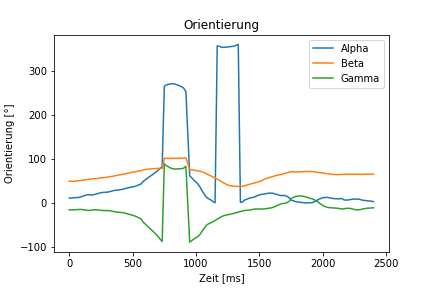 Orientierung
Alpha
Beta
Gamma
Orientierung [°]
300
200
100
0
−100
0
500
1000
1500
2000
2500
Zeit [ms]